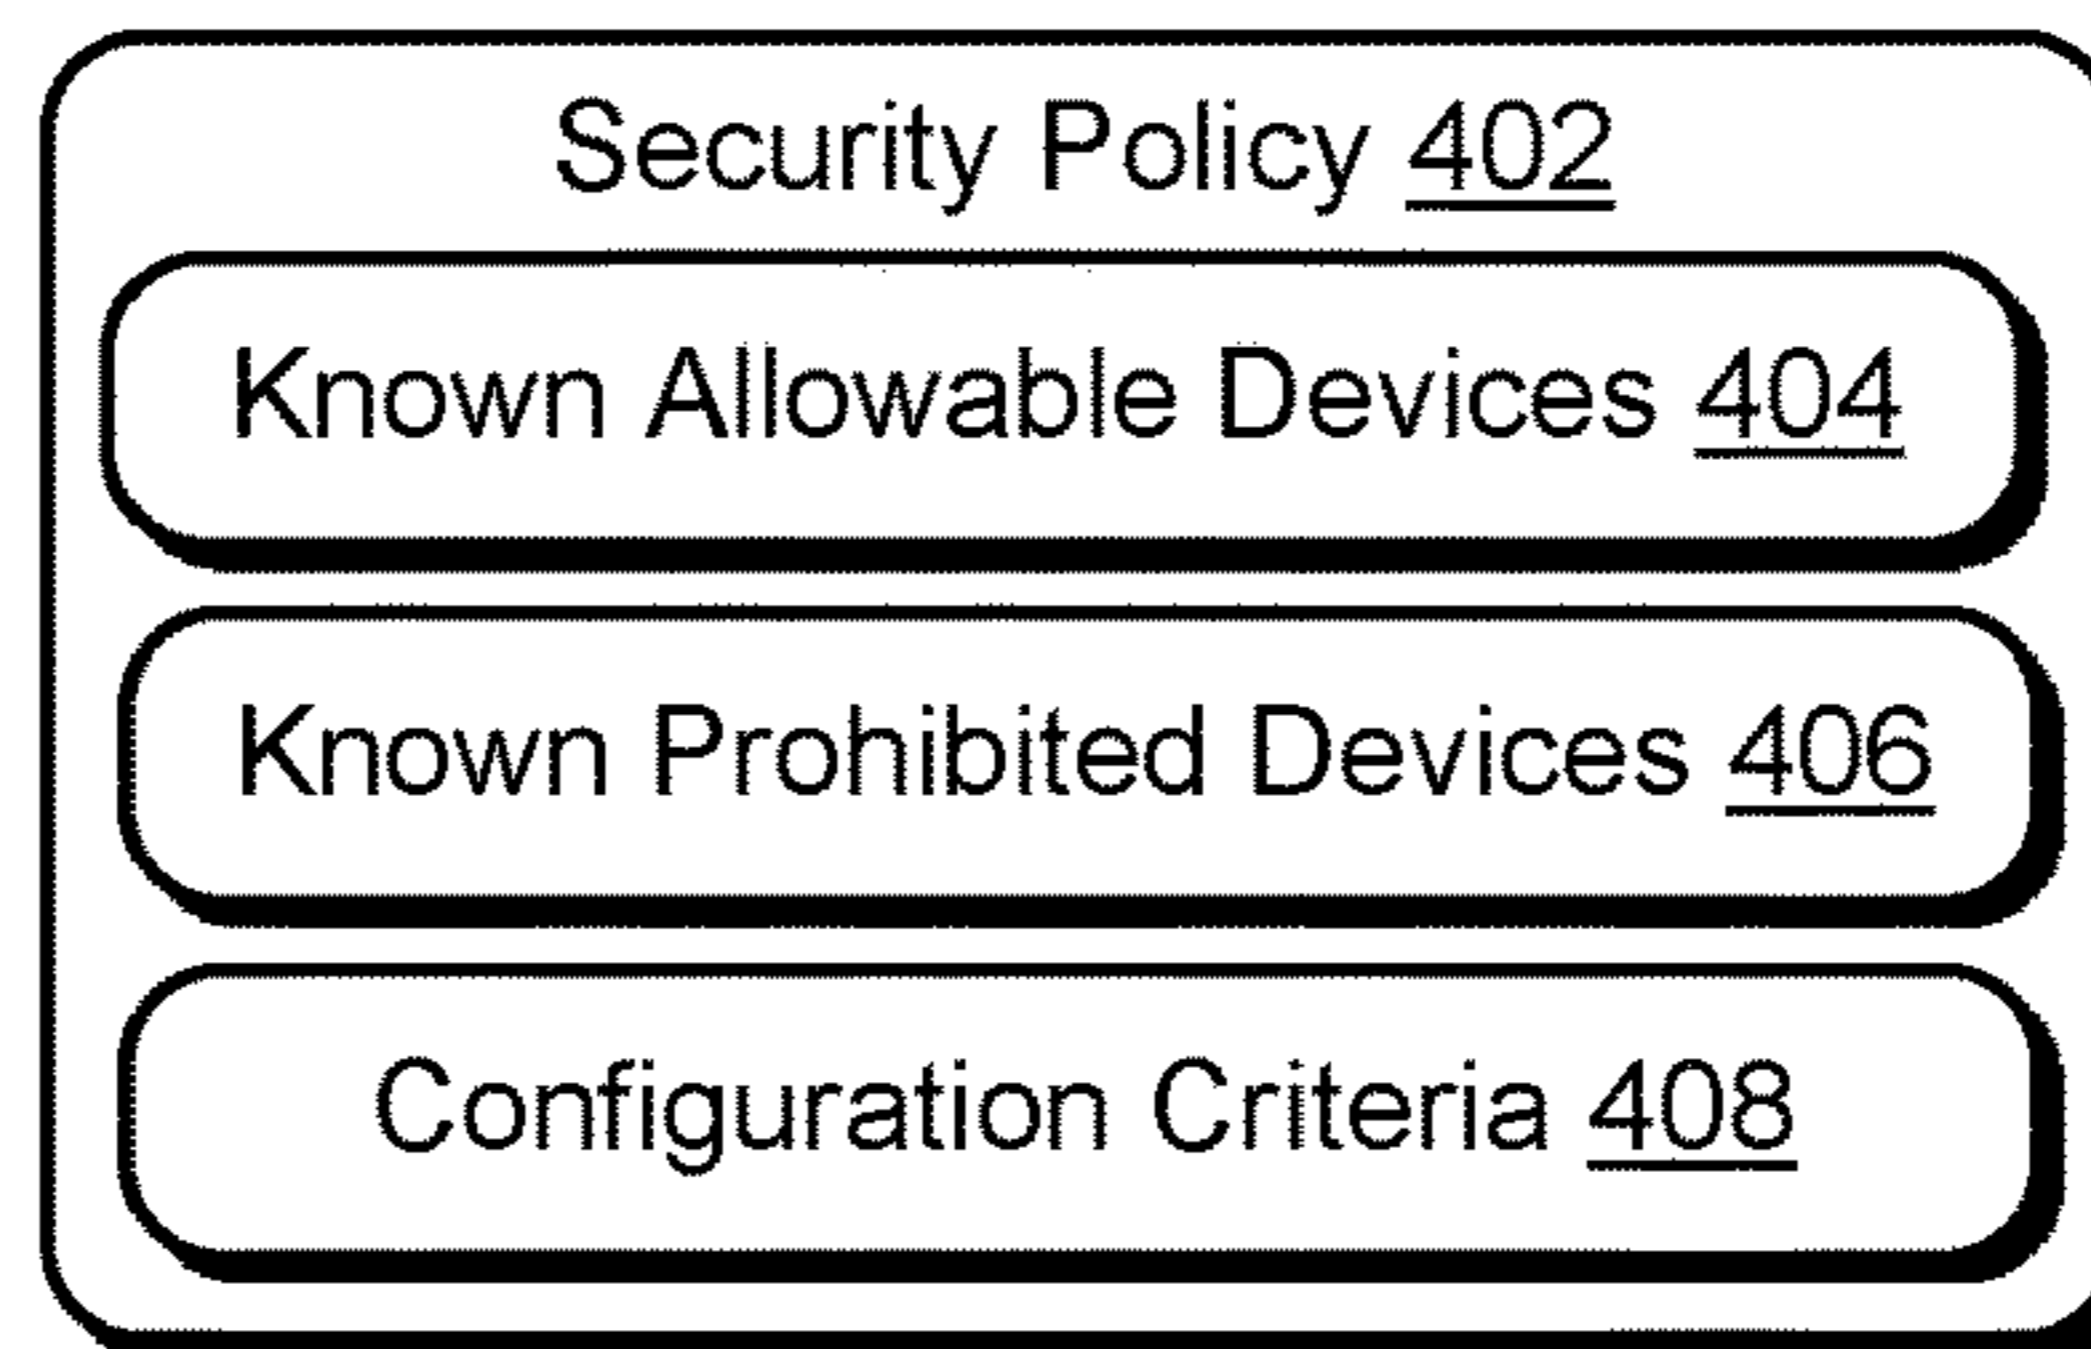 Security Policy 402
Known Allowable Devices 404
Known Prohibited Devices 406
Configuration Criteria 408